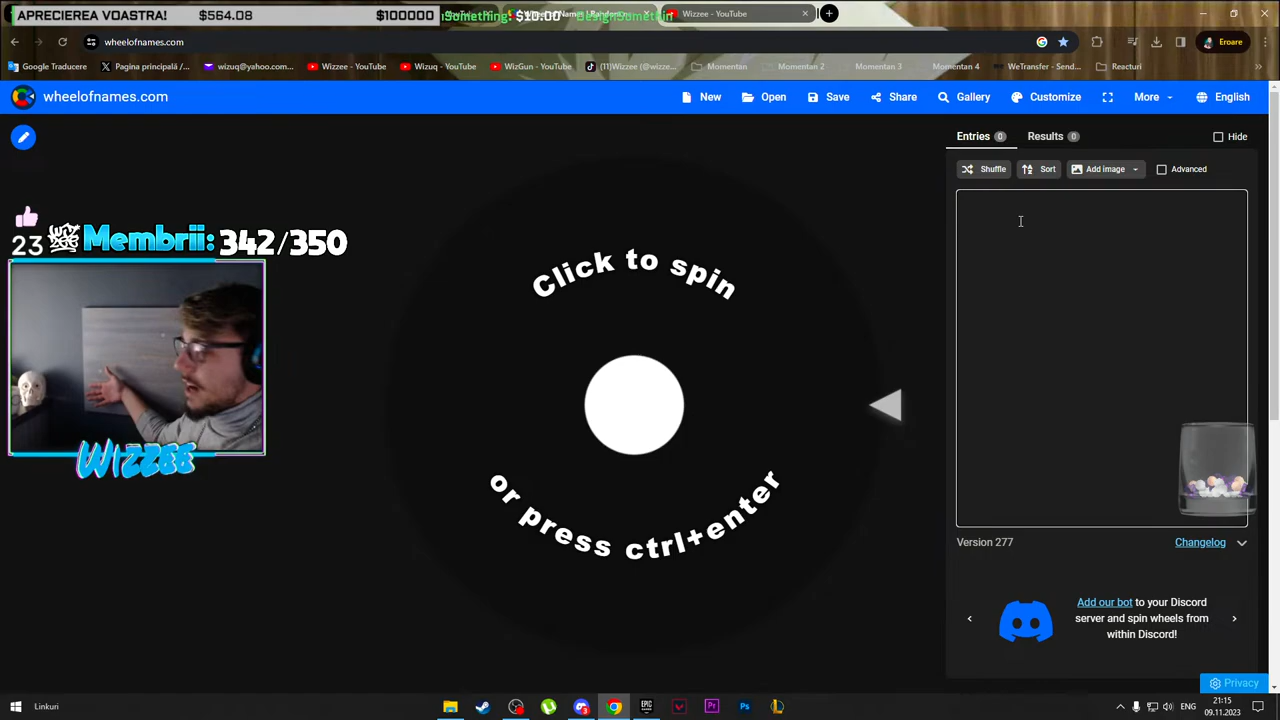 APRECIEREA VOASTRA! $564.08 $100000
Something! $10.00 DesignSomethin
Wizzee - YouTube
wheelofnames.com
Eroare
Google Traducere Pagina principală /... wizuq@yahoo.com... Wizzee - YouTube Wizuq - YouTube WizGun - YouTube (11)Wizzee (@wizze... Momentan Momentan 2 Momentan 3 Momentan 4 WeTransfer - Send... Reacturi
wheelofnames.com New Open Save Share Gallery Customize More English
Entries 0 Results 0 Hide
Shuffle Sort Add image Advanced
23 Membrii: 342/350
WIZZEE
Click to spin
or press ctrl+enter
Version 277 Changelog
Add our bot to your Discord
server and spin wheels from
within Discord!
Privacy
Linkuri
ENG
21:15
09.11.2023